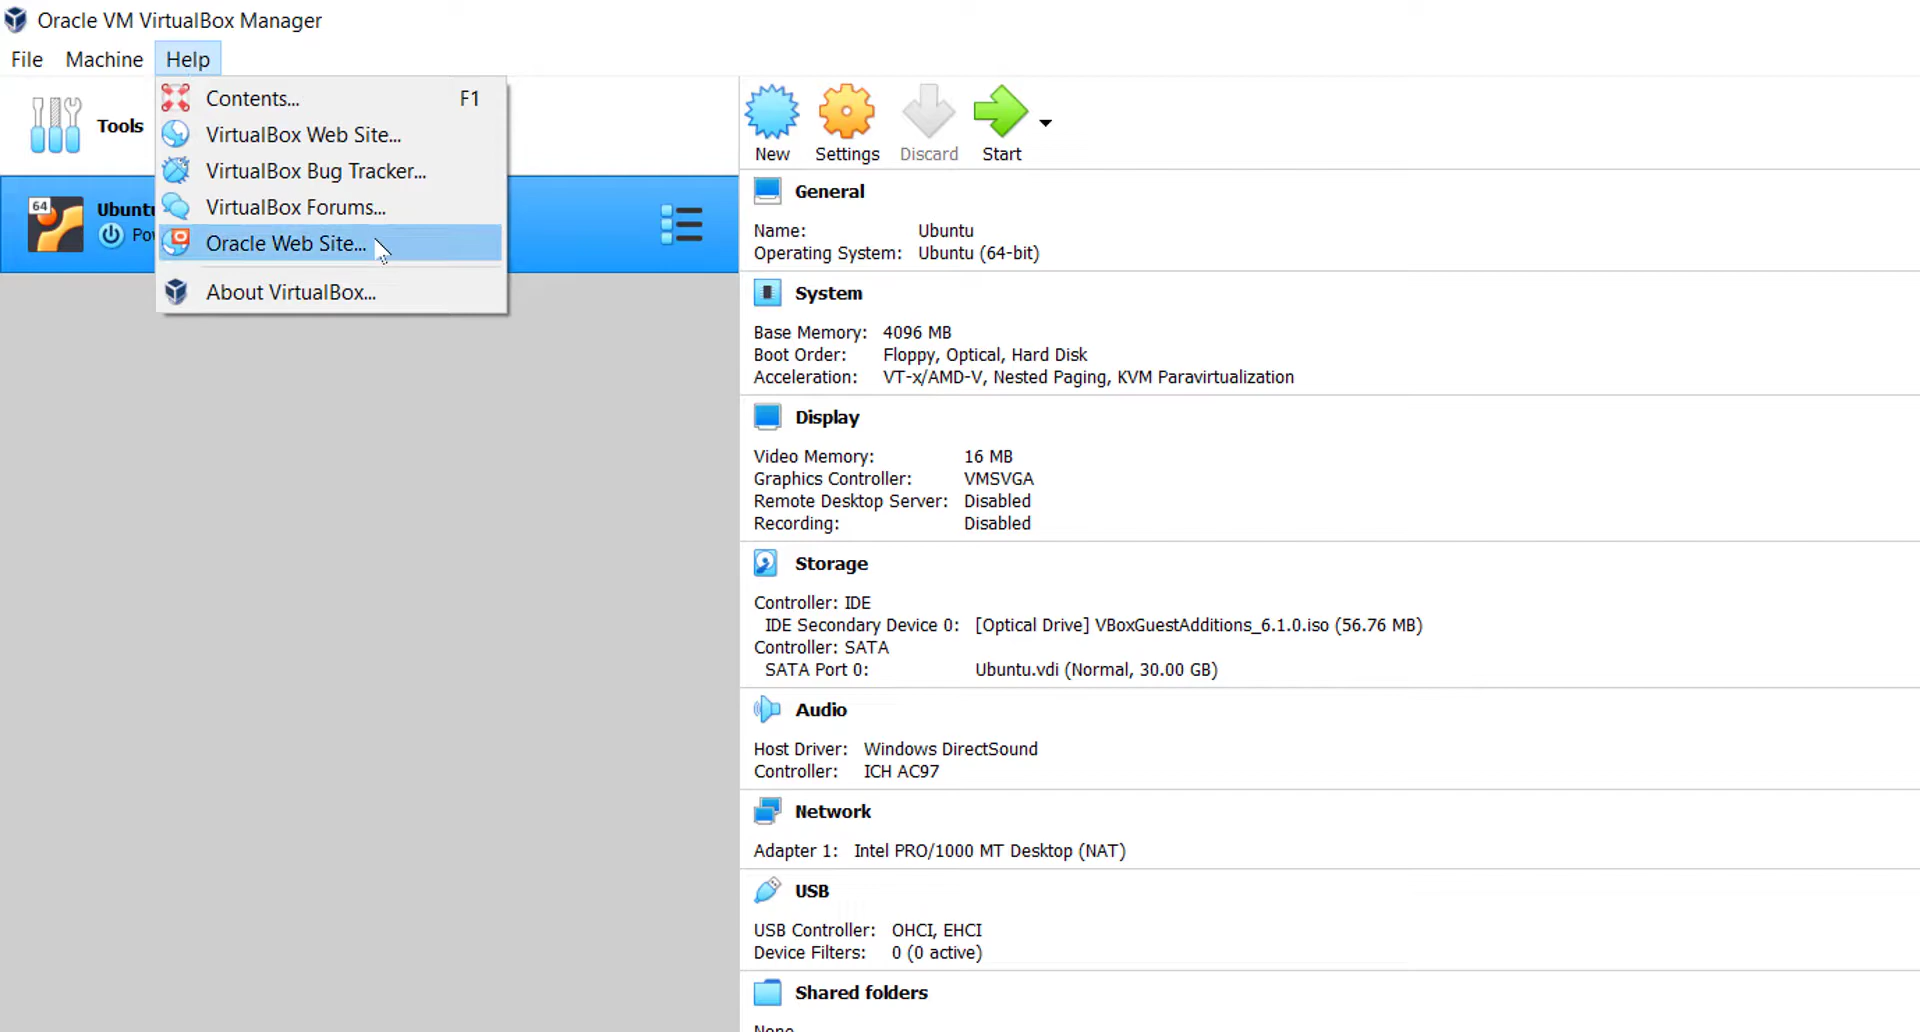 Oracle VM VirtualBox Manager
File Machine Help
Contents... F1
VirtualBox Web Site...
VirtualBox Bug Tracker...
VirtualBox Forums...
Oracle Web Site...
About VirtualBox...
Tools
64
New Settings Discard Start
General
Name: Ubuntu
Operating System: Ubuntu (64-bit)
System
Base Memory: 4096 MB
Boot Order: Floppy, Optical, Hard Disk
Acceleration: VT-x/AMD-V, Nested Paging, KVM Paravirtualization
Display
Video Memory: 16 MB
Graphics Controller: VMSVGA
Remote Desktop Server: Disabled
Recording: Disabled
Storage
Controller: IDE
IDE Secondary Device 0: [Optical Drive] VBoxGuestAdditions_6.1.0.iso (56.76 MB)
Controller: SATA
SATA Port 0: Ubuntu.vdi (Normal, 30.00 GB)
Audio
Host Driver: Windows DirectSound
Controller: ICH AC97
Network
Adapter 1: Intel PRO/1000 MT Desktop (NAT)
USB
USB Controller: OHCI, EHCI
Device Filters: 0 (0 active)
Shared folders